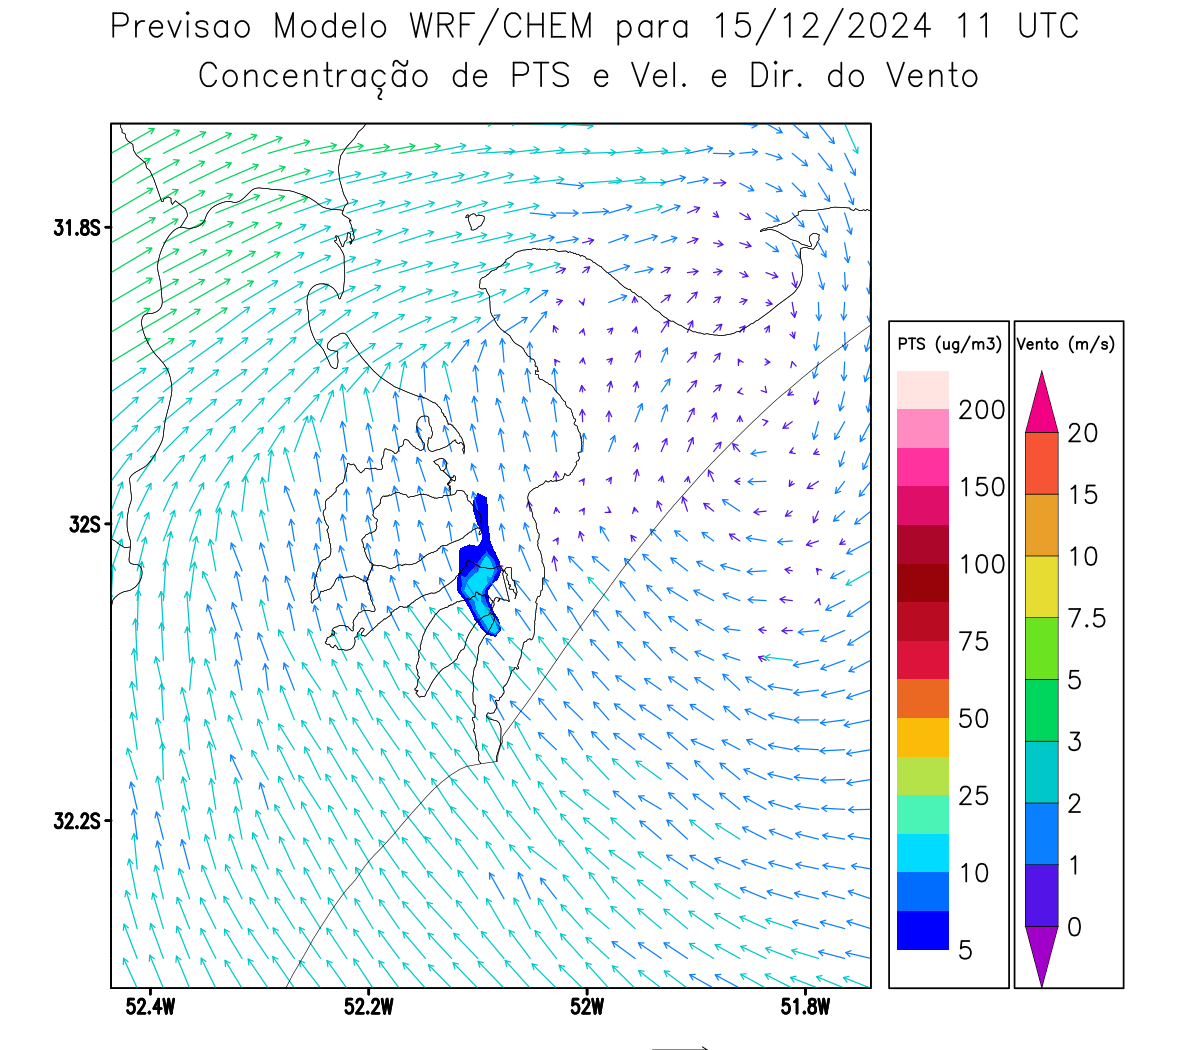 Previsao Modelo WRF/CHEM para 15/12/2024 11 UTC
Concentração de PTS e Vel. e Dir. do Vento
31.8S
32S
32.2S
52.4W 52.2W 52W 51.8W
PTS (ug/m3)
200
150
100
75
50
25
10
5
Vento (m/s)
20
15
10
7.5
5
3
2
1
0